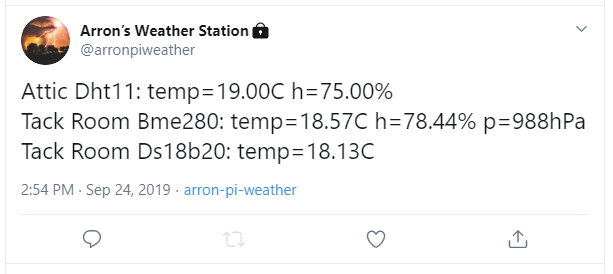 Arron's Weather Station
@arronpiweather
Attic Dht11: temp=19.00C h=75.00%
Tack Room Bme280: temp=18.57C h=78.44% p=988hPa
Tack Room Ds18b20: temp=18.13C
2:54 PM · Sep 24, 2019 · arron-pi-weather